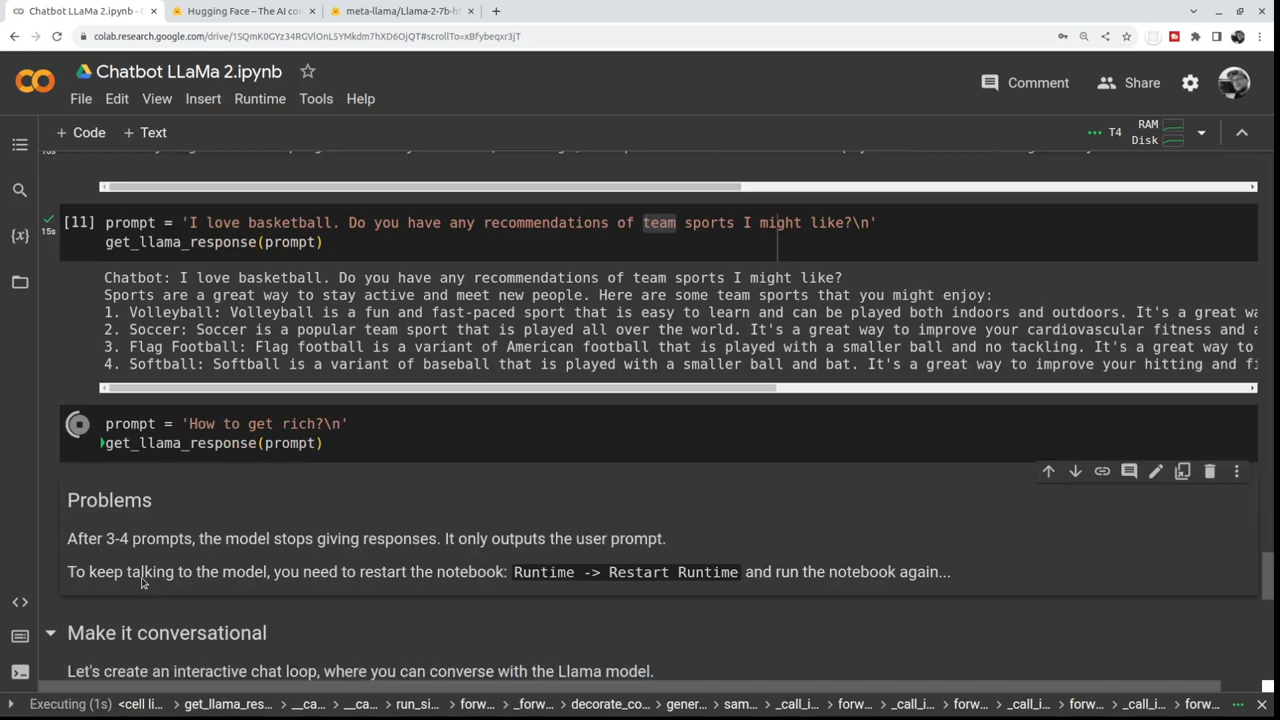 Chatbot LLaMa 2.ipynb - C
Hugging Face – The AI con
meta-llama/Llama-2-7b-hf
colab.research.google.com/drive/1SQmK0GYz34RGVlOnL5YMkdm7hXD6OjQT#scrollTo=xBfybeqxr3jT
Chatbot LLaMa 2.ipynb
Comment
Share
File Edit View Insert Runtime Tools Help
+ Code + Text
T4
RAM
Disk
[11] prompt = 'I love basketball. Do you have any recommendations of team sports I might like?\n'
15s
get_llama_response(prompt)
Chatbot: I love basketball. Do you have any recommendations of team sports I might like?
Sports are a great way to stay active and meet new people. Here are some team sports that you might enjoy:
1. Volleyball: Volleyball is a fun and fast-paced sport that is easy to learn and can be played both indoors and outdoors. It's a great wa
2. Soccer: Soccer is a popular team sport that is played all over the world. It's a great way to improve your cardiovascular fitness and a
3. Flag Football: Flag football is a variant of American football that is played with a smaller ball and no tackling. It's a great way to
4. Softball: Softball is a variant of baseball that is played with a smaller ball and bat. It's a great way to improve your hitting and fi
prompt = 'How to get rich?\n'
get_llama_response(prompt)
Problems
After 3-4 prompts, the model stops giving responses. It only outputs the user prompt.
To keep talking to the model, you need to restart the notebook: Runtime -> Restart Runtime and run the notebook again...
Make it conversational
Let's create an interactive chat loop, where you can converse with the Llama model.
Executing (1s) <cell li... > get_llama_res... > __ca... > __ca... > run_si... > forw... > _forw... > decorate_co... > gener... > sam... > _call_i... > forw... > _call_i... > forw... > _call_i... > forw... > _call_i... > forw...